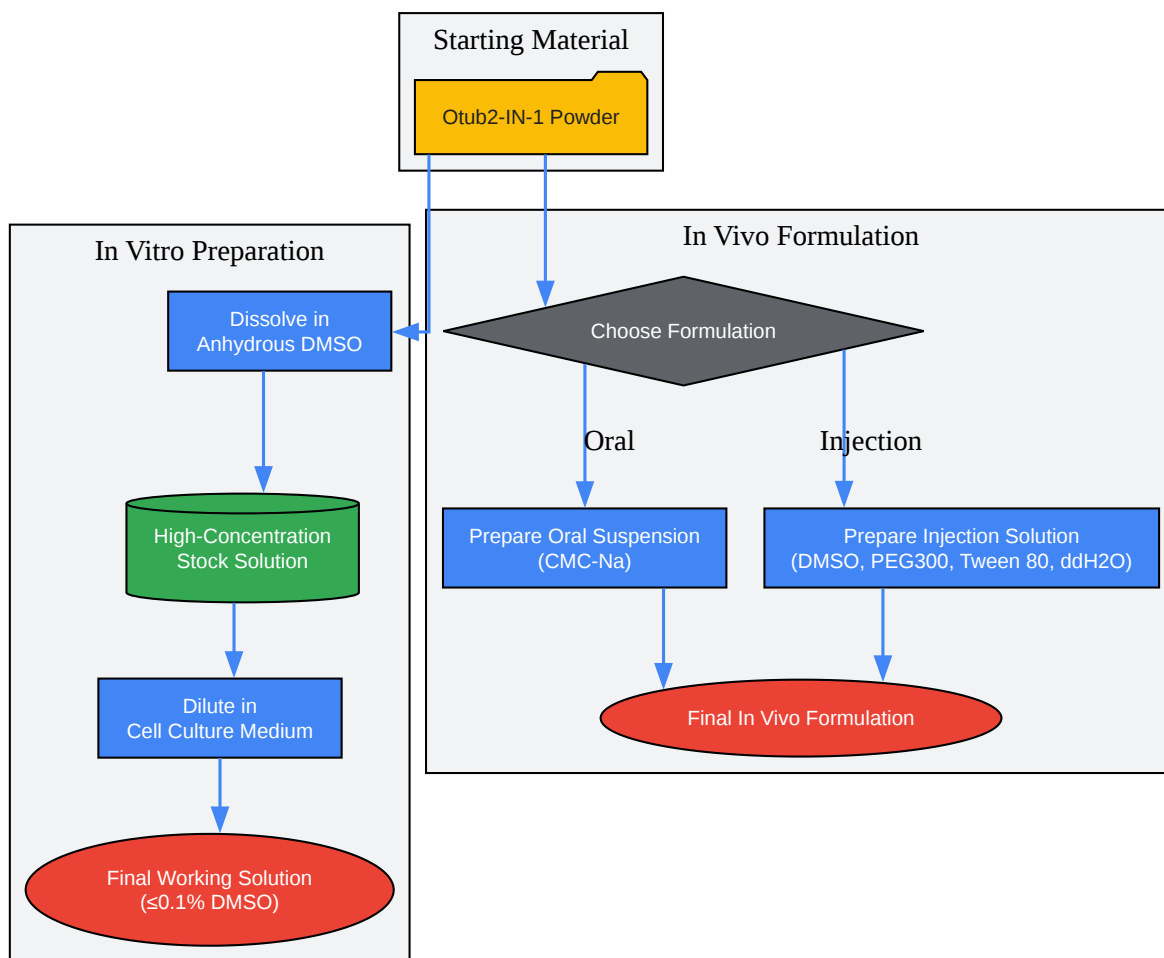 Starting Material
Otub2-IN-1 Powder
In Vitro Preparation
Dissolve in
Anhydrous DMSO
High-Concentration
Stock Solution
Dilute in
Cell Culture Medium
Final Working Solution
(≤0.1% DMSO)
In Vivo Formulation
Choose Formulation
Oral
Injection
Prepare Oral Suspension
(CMC-Na)
Prepare Injection Solution
(DMSO, PEG300, Tween 80, ddH2O)
Final In Vivo Formulation